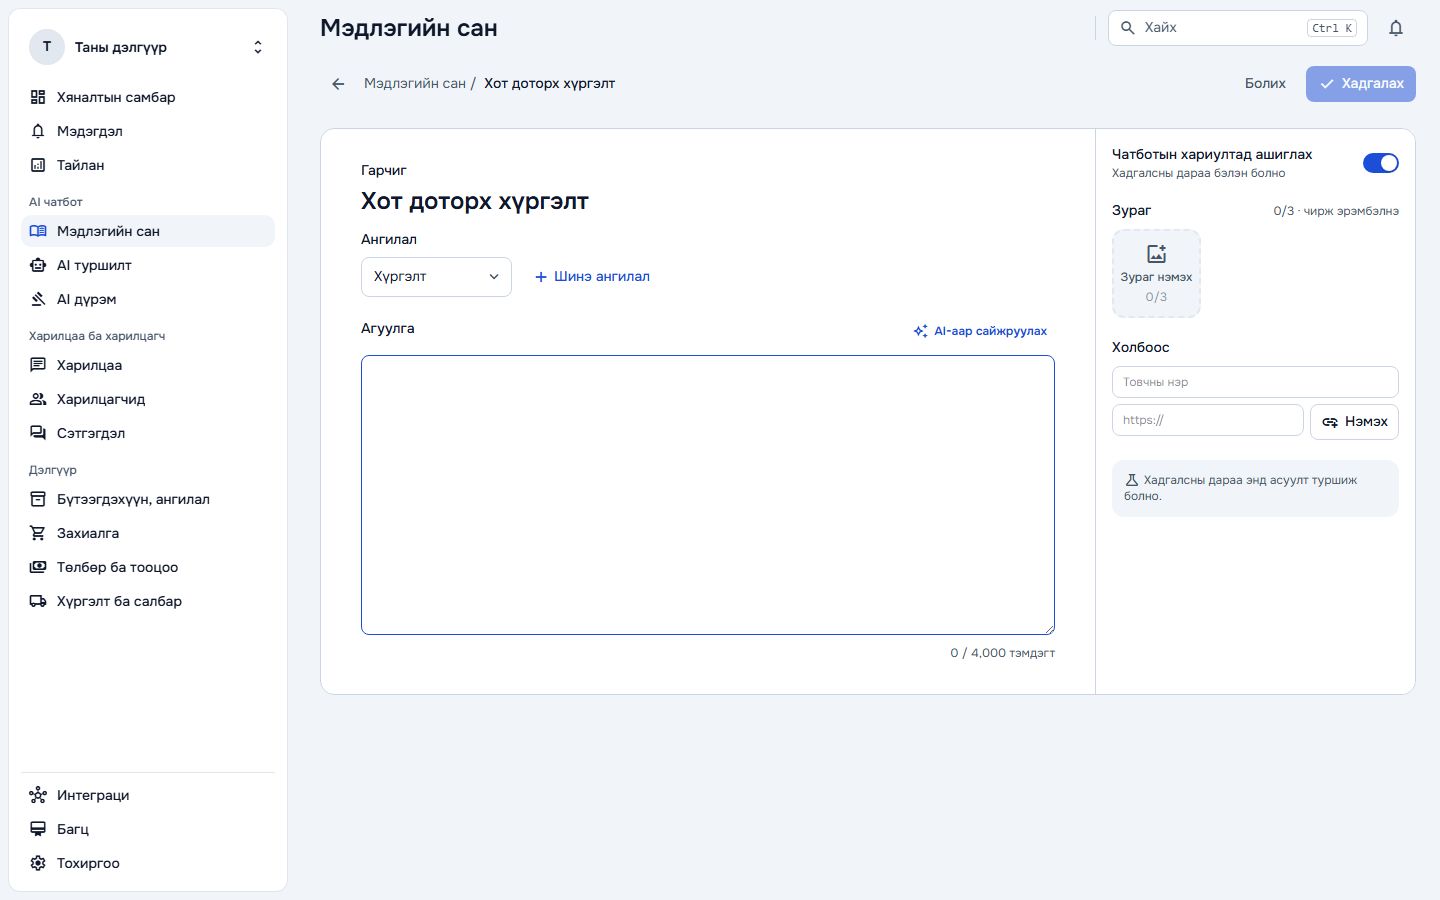 Т
Таны дэлгүүр
Хяналтын самбар
Мэдэгдэл
Тайлан
AI чатбот
Мэдлэгийн сан
AI туршилт
AI дүрэм
Харилцаа ба харилцагч
Харилцаа
Харилцагчид
Сэтгэгдэл
Дэлгүүр
Бүтээгдэхүүн, ангилал
Захиалга
Төлбөр ба тооцоо
Хүргэлт ба салбар
Интеграци
Багц
Тохиргоо
Мэдлэгийн сан
Хайх
Ctrl K
Мэдлэгийн сан / Хот доторх хүргэлт
Болих
Хадгалах
Гарчиг
Хот доторх хүргэлт
Ангилал
Хүргэлт
+ Шинэ ангилал
Агуулга
AI-аар сайжруулах
0 / 4,000 тэмдэгт
Чатботын хариултад ашиглах
Хадгалсны дараа бэлэн болно
Зураг
0/3 · чирж эрэмбэлнэ
Зураг нэмэх
0/3
Холбоос
Товчны нэр
https://
Нэмэх
Хадгалсны дараа энд асуулт туршиж
болно.